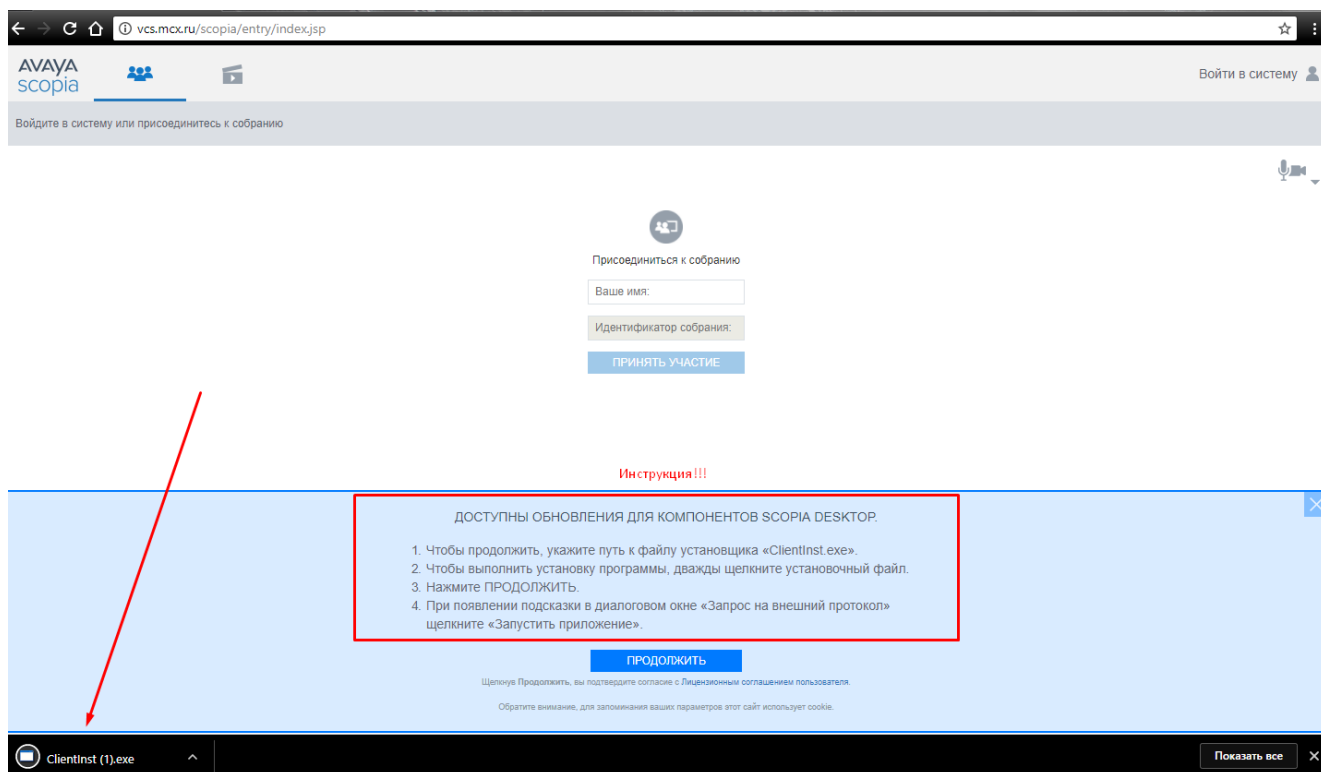 vcs.mcx.ru/scopia/entry/index.jsp
AVAYA
scopia
Войти в систему
Войдите в систему или присоединитесь к собранию
Присоединиться к собранию
Ваше имя:
Идентификатор собрания:
ПРИНЯТЬ УЧАСТИЕ
Инструкция!!!
ДОСТУПНЫ ОБНОВЛЕНИЯ ДЛЯ КОМПОНЕНТОВ SCOPIA DESKTOP.
1. Чтобы продолжить, укажите путь к файлу установщика «ClientInst.exe».
2. Чтобы выполнить установку программы, дважды щелкните установочный файл.
3. Нажмите ПРОДОЛЖИТЬ.
4. При появлении подсказки в диалоговом окне «Запрос на внешний протокол»
щелкните «Запустить приложение».
ПРОДОЛЖИТЬ
Щелкнув Продолжить, вы подтвердите согласие с Лицензионным соглашением пользователя.
Обратите внимание, для запоминания ваших параметров этот сайт использует cookie.
ClientInst (1).exe
Показать все